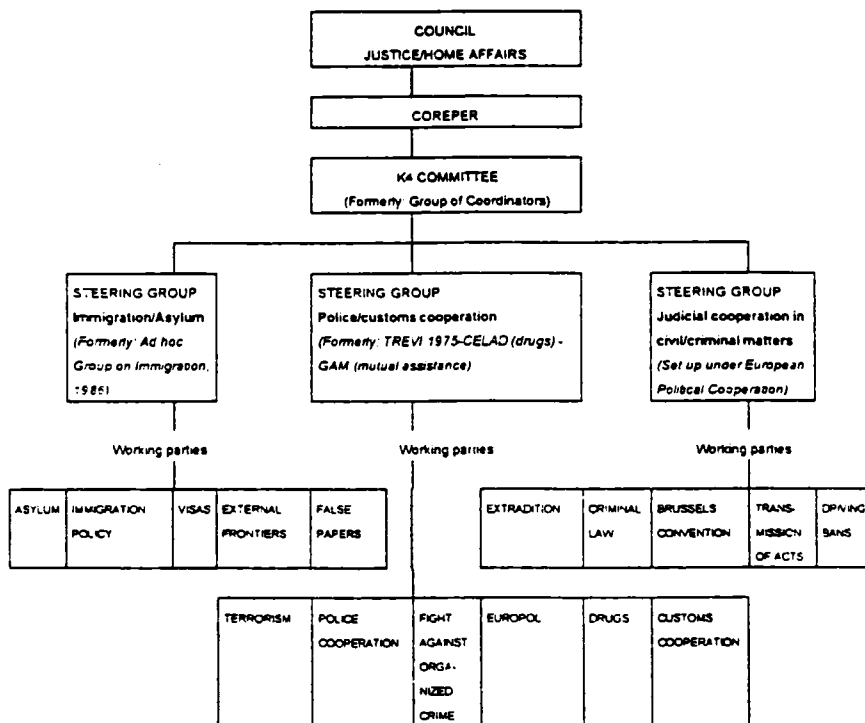 COUNCIL
JUSTICE/HOME AFFAIRS
COREPER
K4 COMMITTEE
(Formerly: Group of Coordinators)
STEERING GROUP
Immigration/Asylum
(Formerly: Ad hoc
Group on Immigration,
1986)
STEERING GROUP
Police/customs cooperation
(Formerly: TREVI 1975-CELAD (drugs) -
GAM (mutual assistance)
STEERING GROUP
Judicial cooperation in
civil/criminal matters
(Set up under European
Political Cooperation)
Working parties
Working parties
Working parties
ASYLUM
IMMIGRATION
POLICY
VISAS
EXTERNAL
FRONTIERS
FALSE
PAPERS
EXTRADITION
CRIMINAL
LAW
BRUSSELS
CONVENTION
TRANS-
MISSION
OF ACTS
DRIVING
BANS
TERRORISM
POLICE
COOPERATION
FIGHT
AGAINST
ORGA-
NIZED
CRIME
EUROPOL
DRUGS
CUSTOMS
COOPERATION